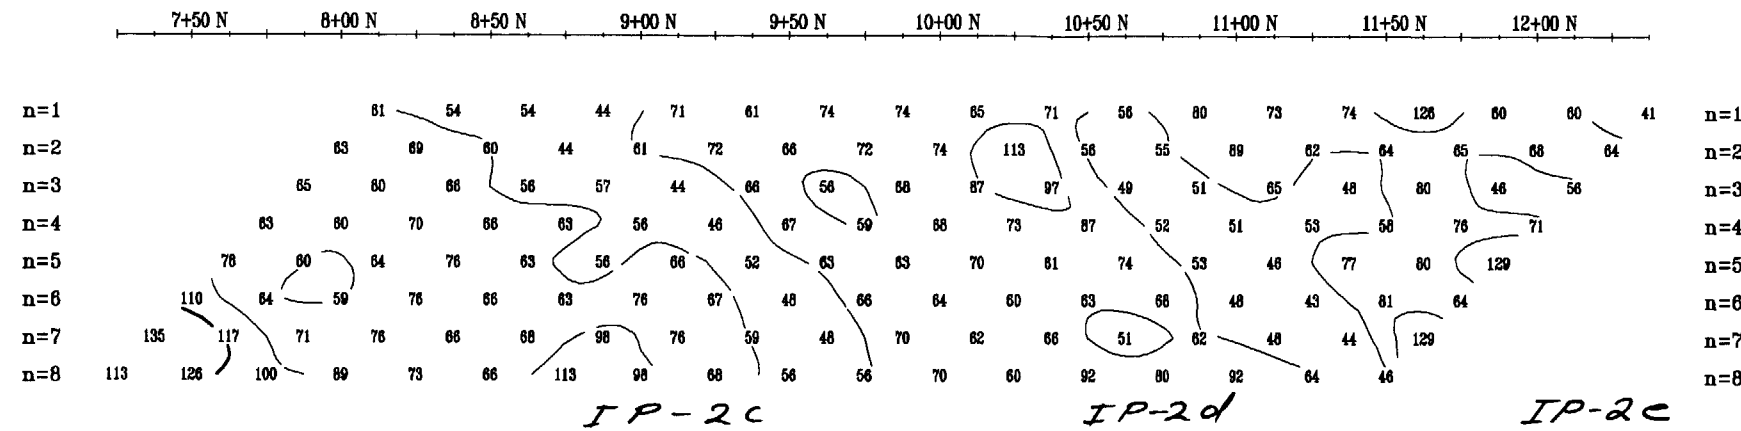 7+50 N 8+00 N 8+50 N 9+00 N 9+50 N 10+00 N 10+50 N 11+00 N 11+50 N 12+00 N
n=1 61 54 54 44 71 61 74 74 65 71 56 80 73 74 126 60 60 41 n=1
n=2 63 69 60 44 61 72 66 72 74 113 56 55 89 62 64 65 68 64 n=2
n=3 65 60 66 56 57 44 66 56 68 87 97 49 51 65 48 80 46 56 n=3
n=4 63 60 70 66 63 56 46 67 59 68 73 87 52 51 53 58 76 71 n=4
n=5 78 60 64 76 63 56 66 52 63 63 70 61 74 53 46 77 80 129 n=5
n=6 110 64 59 76 66 63 76 67 48 66 64 60 63 68 48 43 81 64 n=6
n=7 135 117 71 76 66 68 98 76 59 48 70 62 66 51 62 48 44 129 n=7
n=8 113 126 100 89 73 66 113 98 68 56 56 70 60 92 80 92 64 46 n=8
IP-2c IP-2d IP-2e